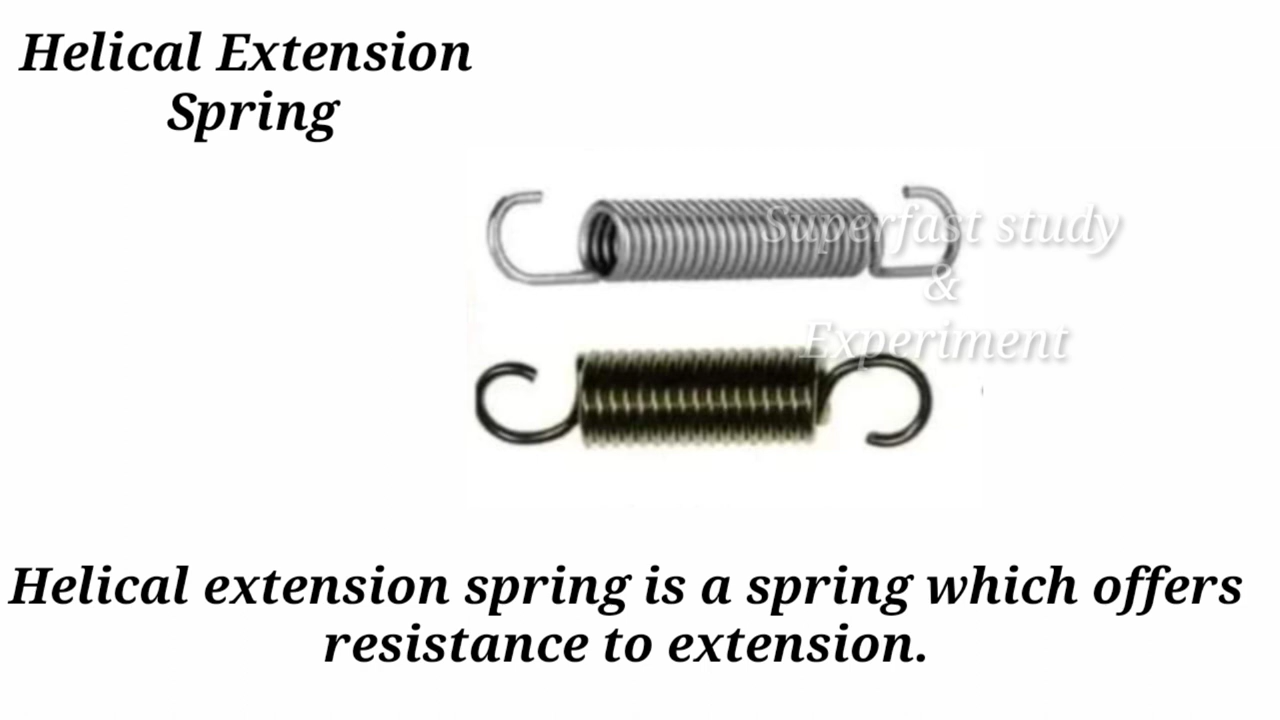 Helical Extension
Spring
Superfast study
&
Experiment
Helical extension spring is a spring which offers
resistance to extension.